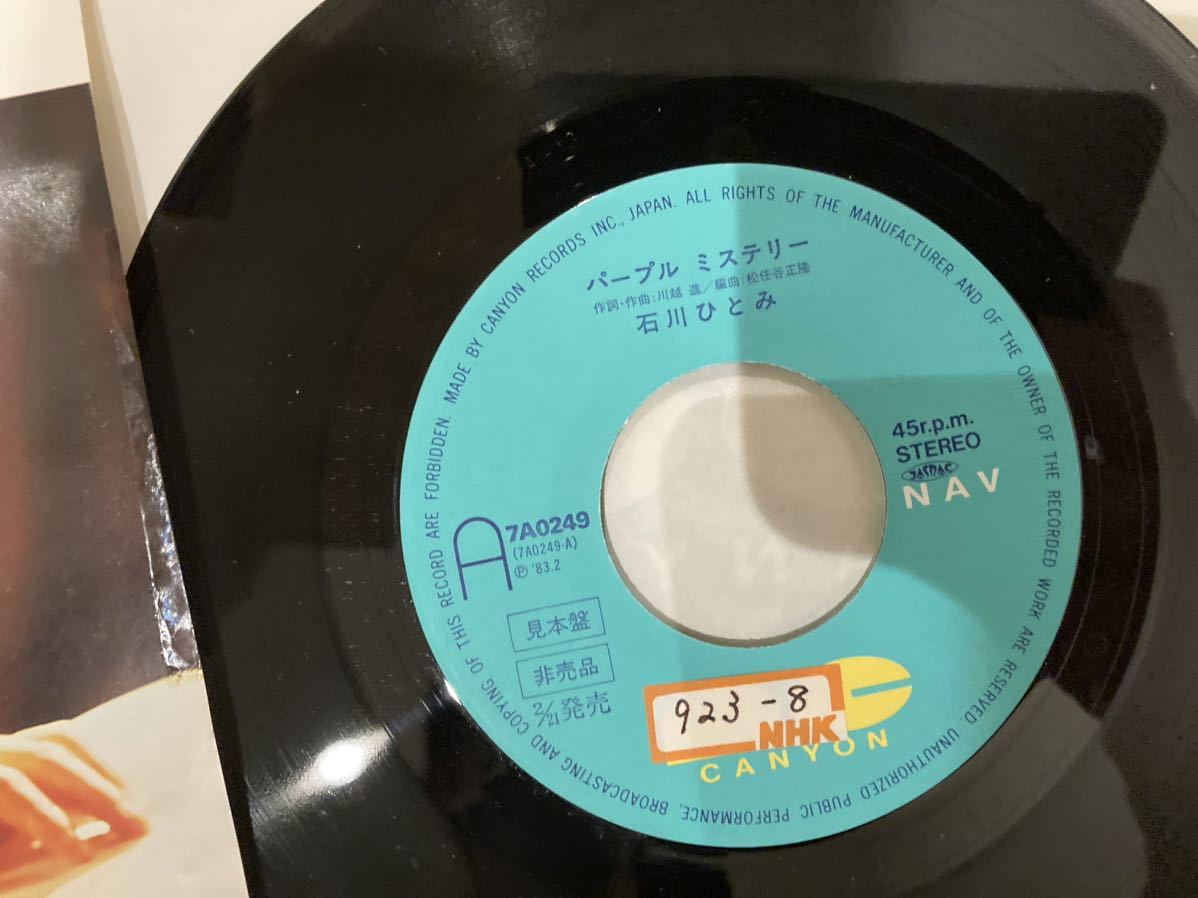 パープル ミステリー
作詞・作曲:川越 進/編曲:松任谷正隆
石川ひとみ
45r.p.m.
STEREO
JASRAC
NAV
A 7A0249
(7A0249-A)
Ⓟ '83.2
見本盤
非売品
2/21発売
923-8
NHK
CANYON
MADE BY CANYON RECORDS INC., JAPAN. ALL RIGHTS OF THE MANUFACTURER AND OF THE OWNER OF THE RECORDED WORK ARE RESERVED. UNAUTHORIZED PUBLIC PERFORMANCE, BROADCASTING AND COPYING OF THIS RECORD ARE FORBIDDEN.